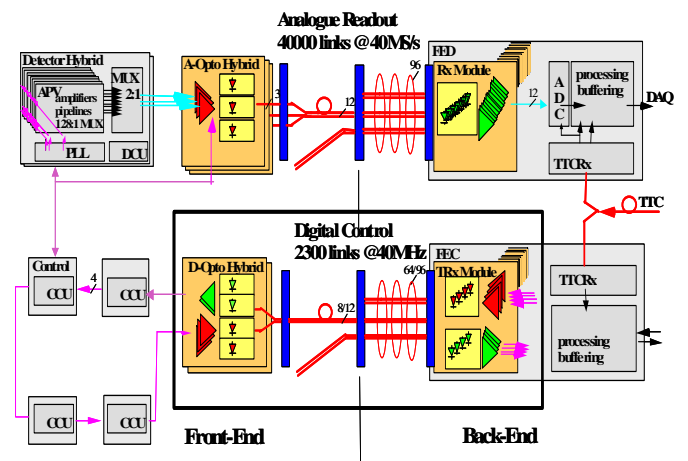 Analogue Readout
40000 links @40MS/s
Detector Hybrid
APV
amplifiers
pipelines
128:1 MUX
MUX
2:1
PLL
DCU
A-Opto Hybrid
3
12
96
FED
Rx Module
12
A
D
C
processing
buffering
DAQ
TTCRx
TTC
Digital Control
2300 links @40MHz
Control
CCU
4
CCU
CCU
CCU
D-Opto Hybrid
8/12
64/96
FEC
TRx Module
TTCRx
processing
buffering
Front-End
Back-End